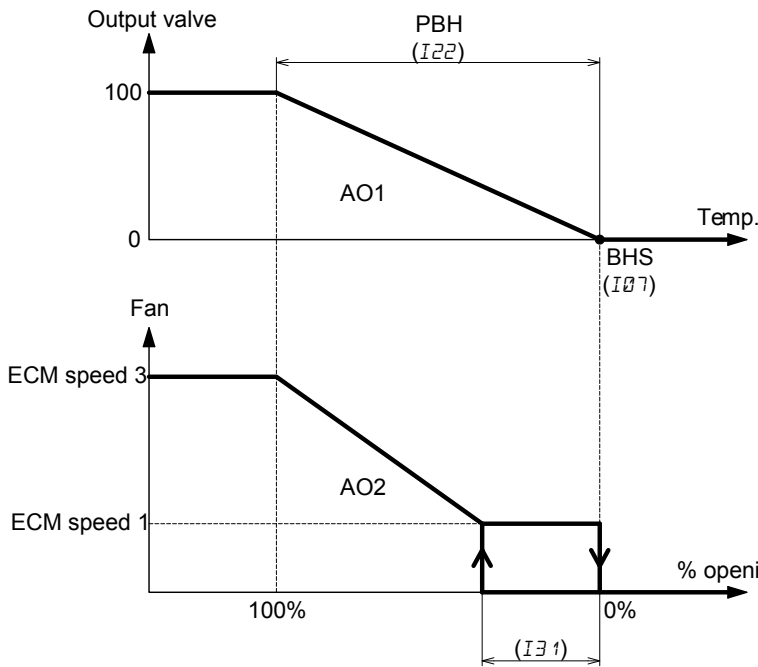 Output valve
PBH
(I22)
100
AO1
Temp.
0
BHS
(I07)
Fan
ECM speed 3
AO2
ECM speed 1
% openi
100%
0%
(I31)